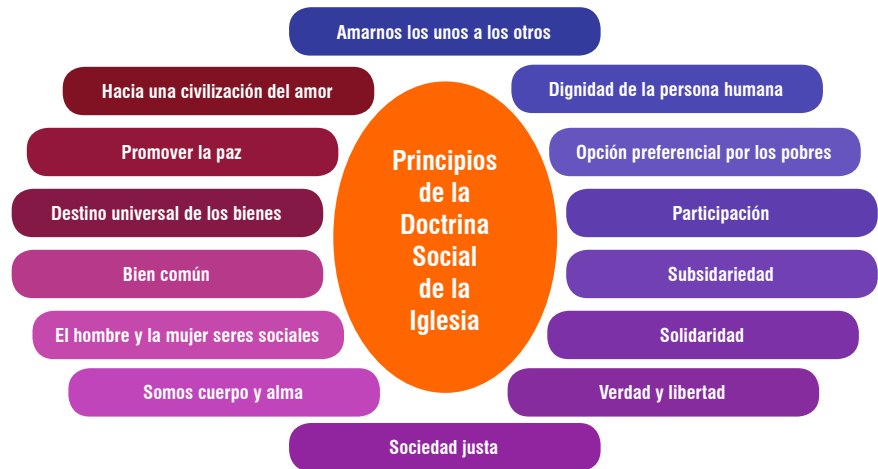 Amarnos los unos a los otros
Hacia una civilización del amor
Dignidad de la persona humana
Promover la paz
Opción preferencial por los pobres
Destino universal de los bienes
Participación
Bien común
Subsidariedad
El hombre y la mujer seres sociales
Solidaridad
Somos cuerpo y alma
Verdad y libertad
Sociedad justa
Principios
de la
Doctrina
Social
de la
Iglesia